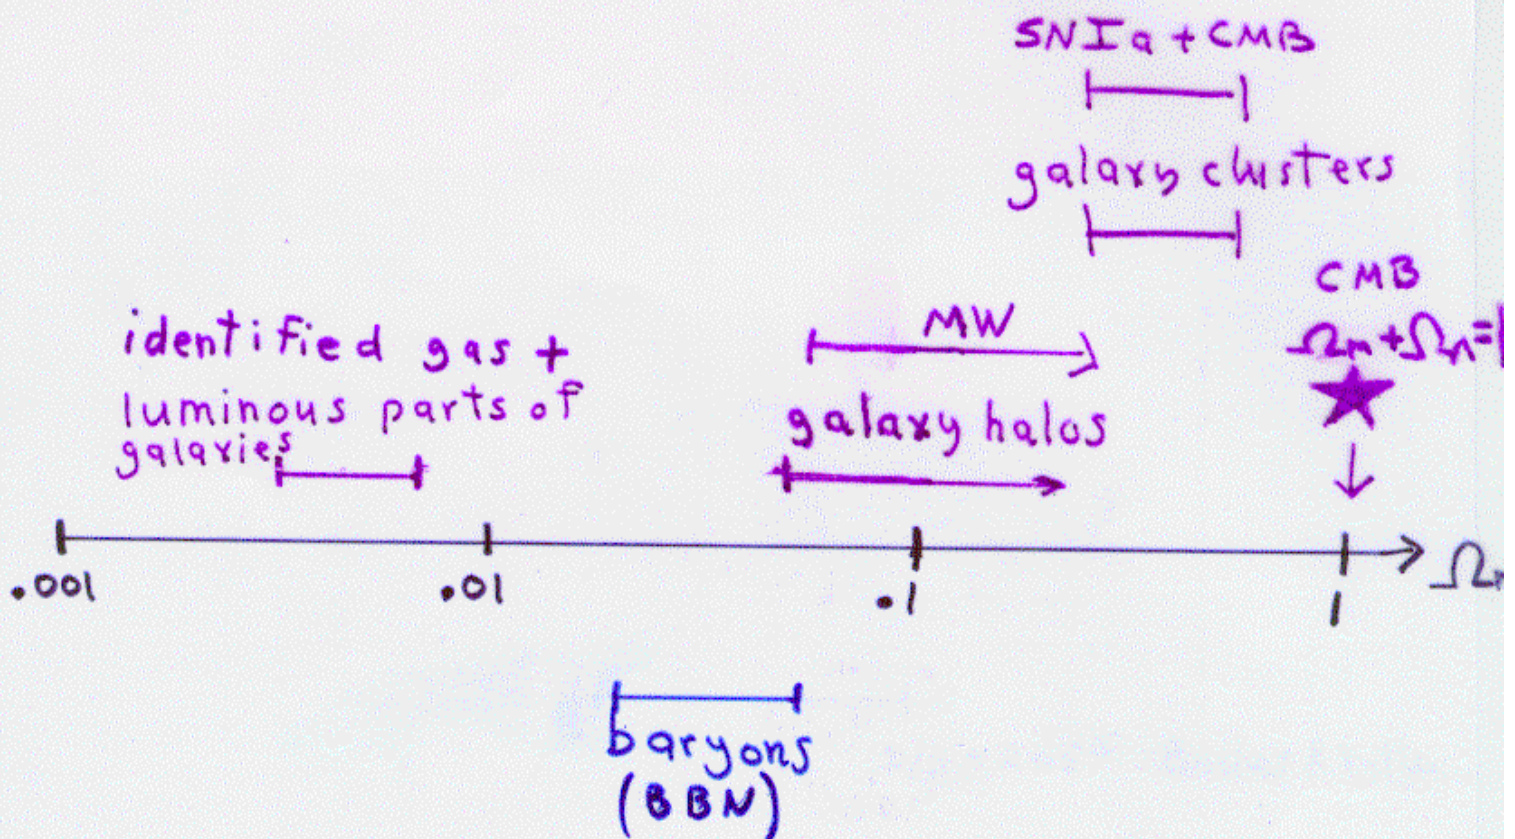 SNIa + CMB
galaxy clusters
CMB
Ωm+ΩΛ=1
MW
identified gas +
luminous parts of
galaxies
galaxy halos
.001
.01
.1
1
baryons
(BBN)